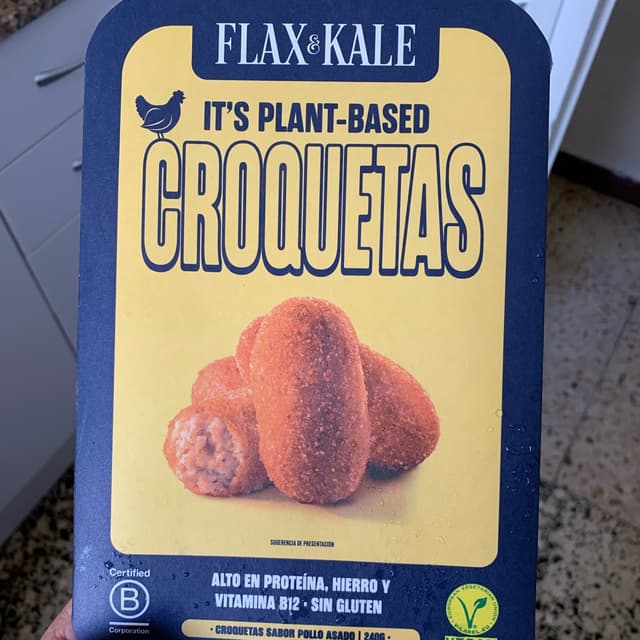 FLAX & KALE
IT'S PLANT-BASED
CROQUETAS
SUGERENCIA DE PRESENTACIÓN
Certified
B
Corporation
ALTO EN PROTEÍNA, HIERRO Y
VITAMINA B12 · SIN GLUTEN
· CROQUETAS SABOR POLLO ASADO | 240G ·